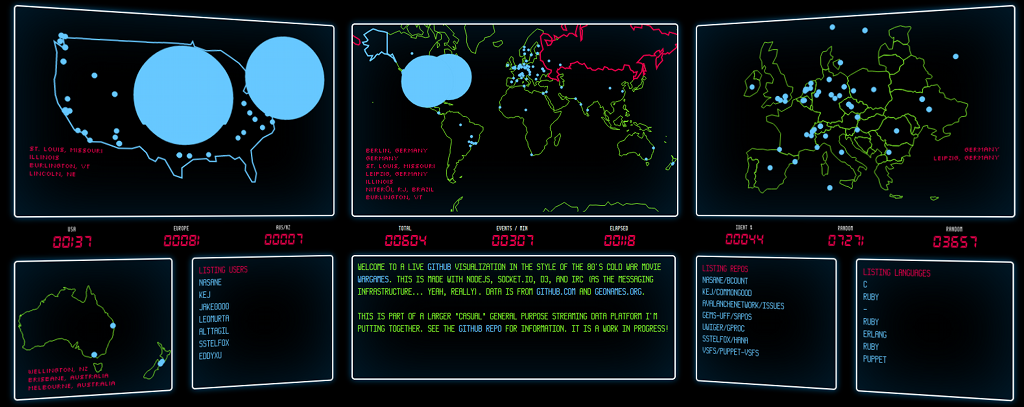 ST. LOUIS, MISSOURI
ILLINOIS
BURLINGTON, VT
LINCOLN, NE
BERLIN, GERMANY
GERMANY
ST. LOUIS, MISSOURI
LEIPZIG, GERMANY
ILLINOIS
NITERÓI, RJ, BRAZIL
BURLINGTON, VT
GERMANY
LEIPZIG, GERMANY
USA
00137
EUROPE
00081
AUS/NZ
00007
TOTAL
00604
EVENTS / MIN
00307
ELAPSED
00118
IDENT %
00044
RANDOM
07271
RANDOM
03657
WELLINGTON, NZ
BRISBANE, AUSTRALIA
MELBOURNE, AUSTRALIA
LISTING USERS
NASANE
KEJ
JAKEOOOO
LEOMURTA
ALTTAGIL
SSTELFOX
EDDYXU
WELCOME TO A LIVE GITHUB VISUALIZATION IN THE STYLE OF THE 80'S COLD WAR MOVIE
WARGAMES. THIS IS MADE WITH NODE.JS, SOCKET.IO, D3, AND IRC (AS THE MESSAGING
INFRASTRUCTURE... YEAH, REALLY). DATA IS FROM GITHUB.COM AND GEONAMES.ORG.
THIS IS PART OF A LARGER "CASUAL" GENERAL PURPOSE STREAMING DATA PLATFORM I'M
PUTTING TOGETHER. SEE THE GITHUB REPO FOR INFORMATION. IT IS A WORK IN PROGRESS!
LISTING REPOS
NASANE/BCOUNT
KEJ/COMMONGOOD
AVALANCHENETWORK/ISSUES
GEMS-UFF/SAPOS
UWIGER/GPROC
SSTELFOX/HANA
VSFS/PUPPET-VSFS
LISTING LANGUAGES
C
RUBY
-
RUBY
ERLANG
RUBY
PUPPET